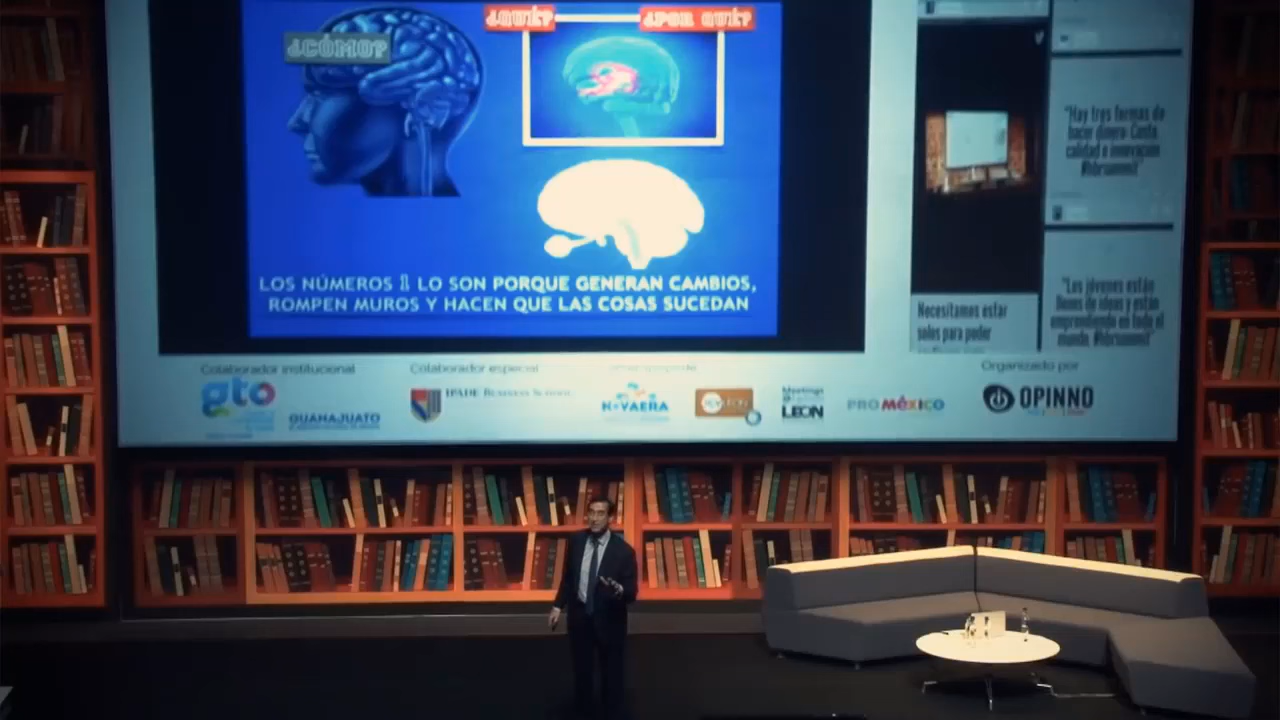 ¿CÓMO?
¿QUÉ?
¿POR QUÉ?
LOS NÚMEROS 1 LO SON PORQUE GENERAN CAMBIOS,
ROMPEN MUROS Y HACEN QUE LAS COSAS SUCEDAN
"Hay tres formas de
hacer dinero: Canta,
calidad e innovación
Necesitamos estar
solos para poder
"Los jóvenes están
llenos de ideas y están
emprendiendo en todo el
Colaborador institucional
gto
GUANAJUATO
Colaborador especial
IPADE BUSINESS SCHOOL
NOVAERA
Meetings
LEÓN
PROMÉXICO
Organizado por
OPINNO